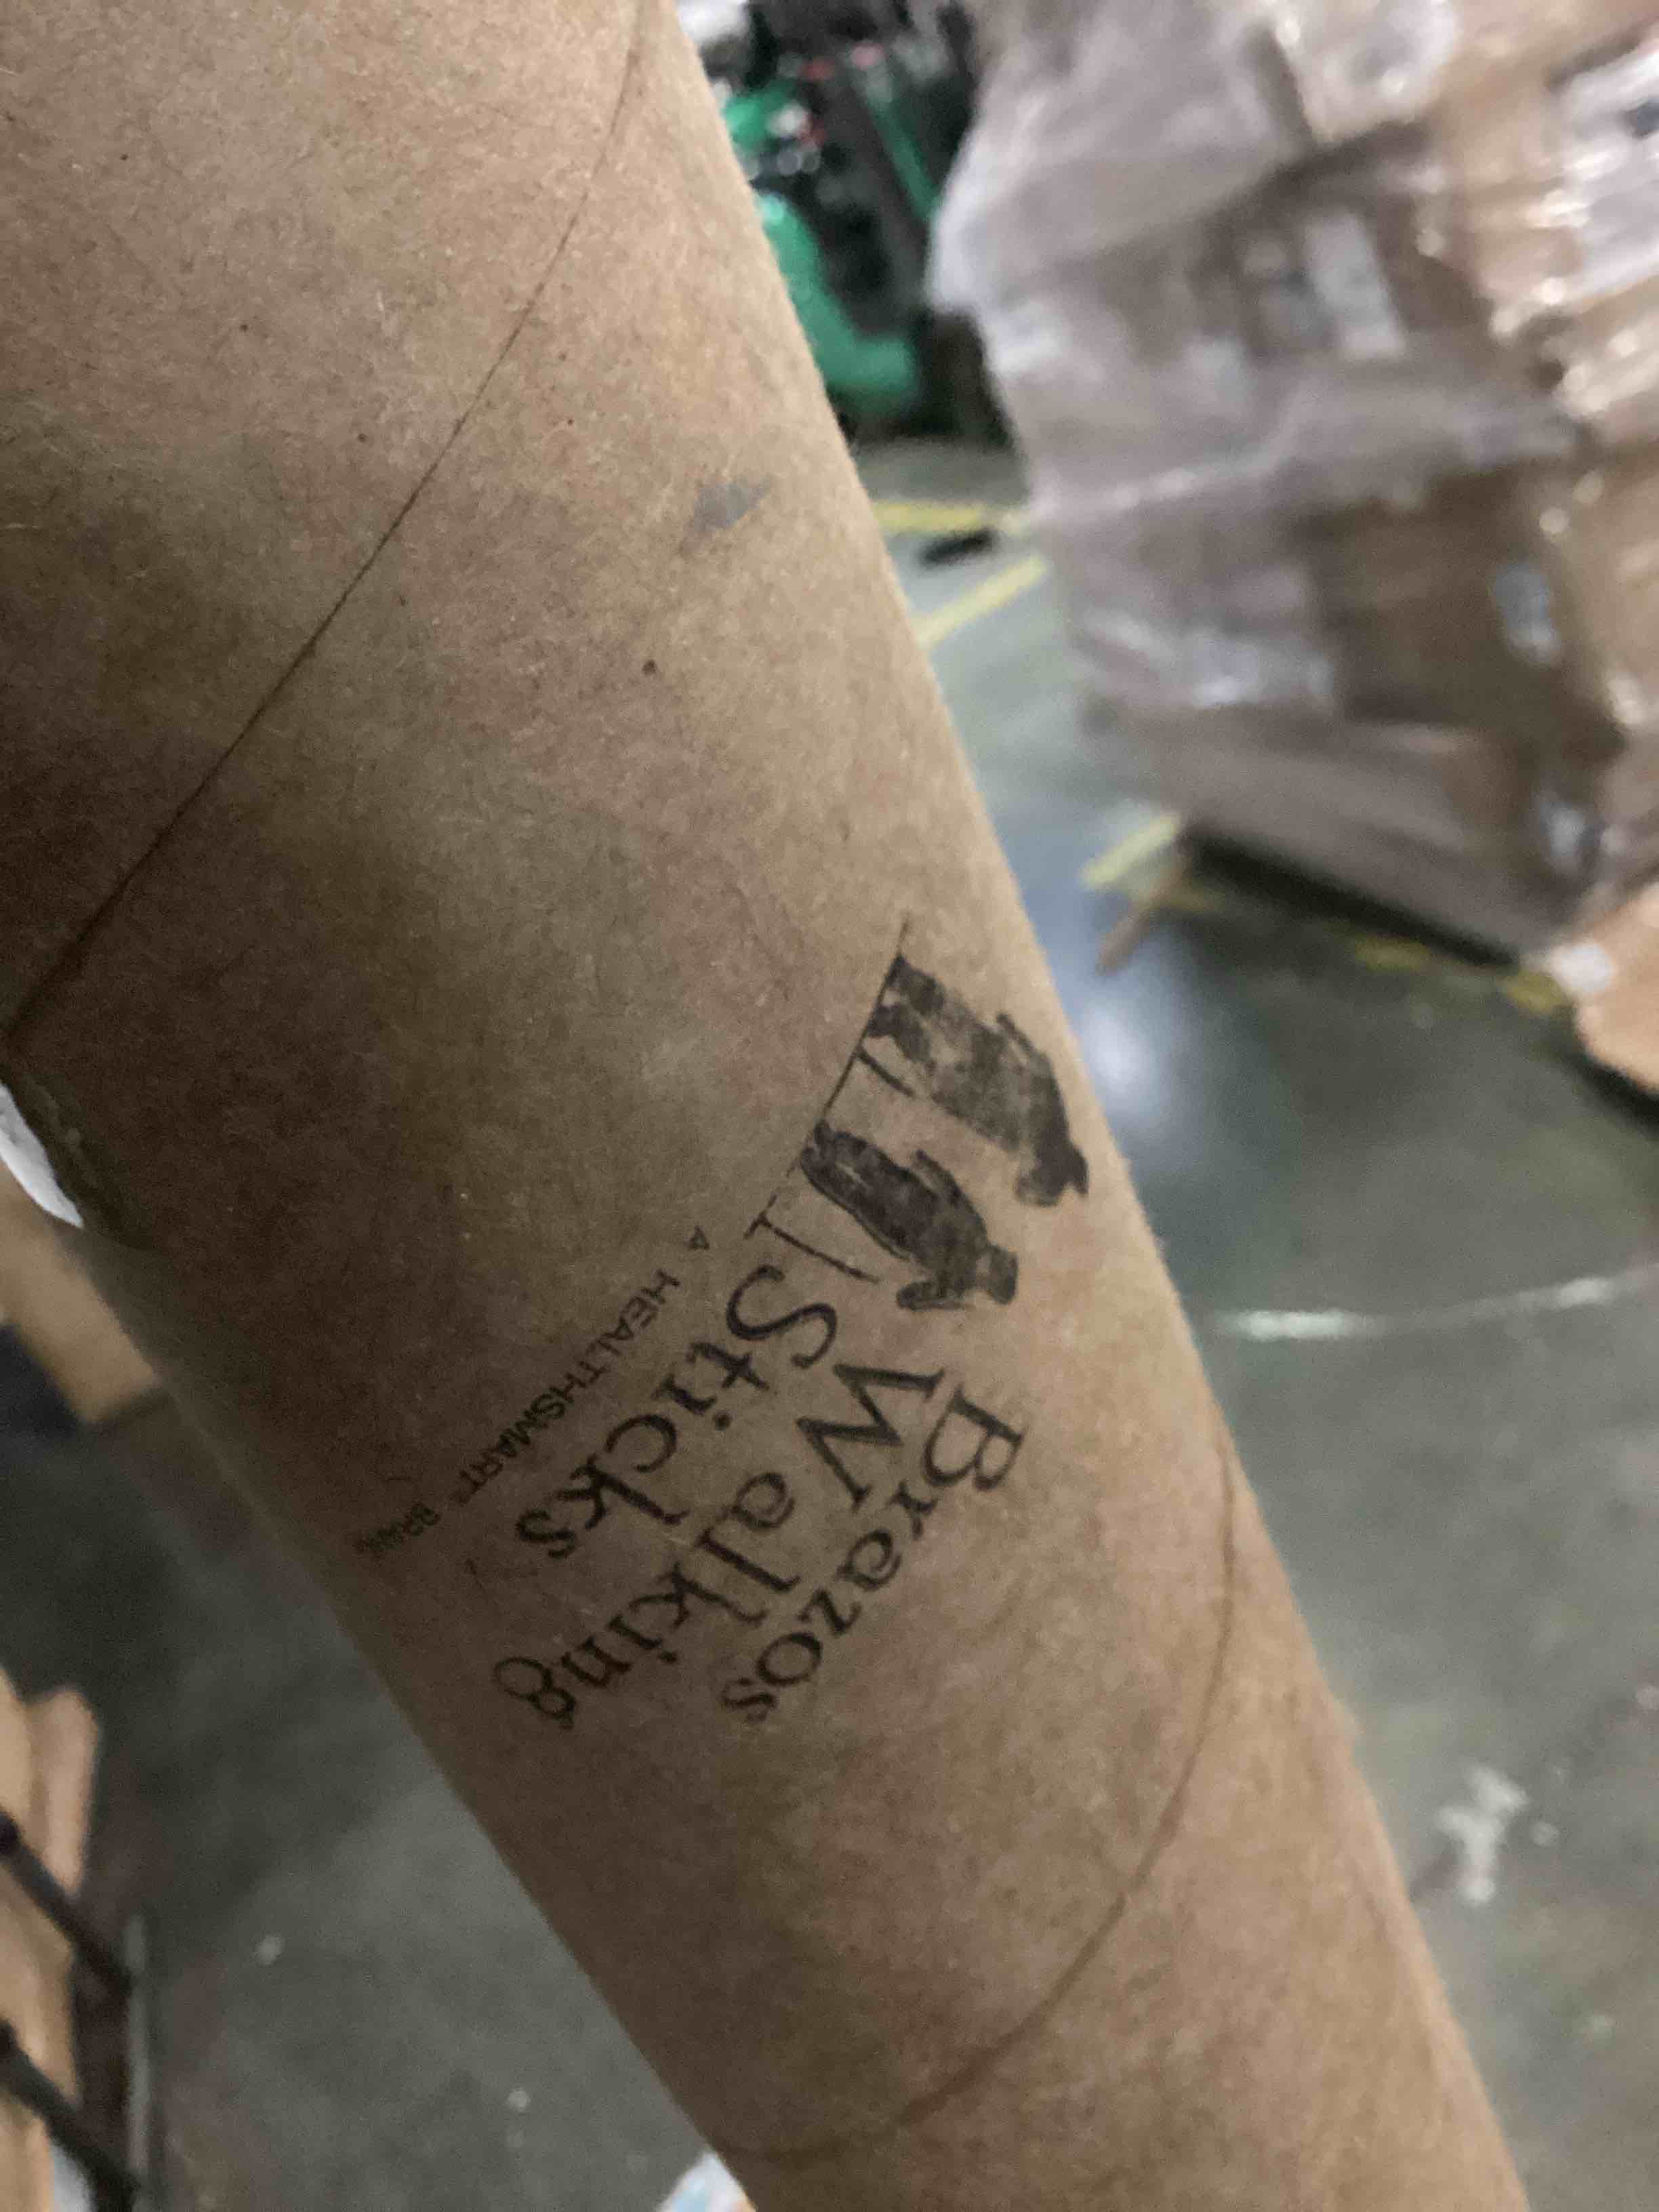 Brazos
Walking
Sticks
A HEALTHSMART® BRAND